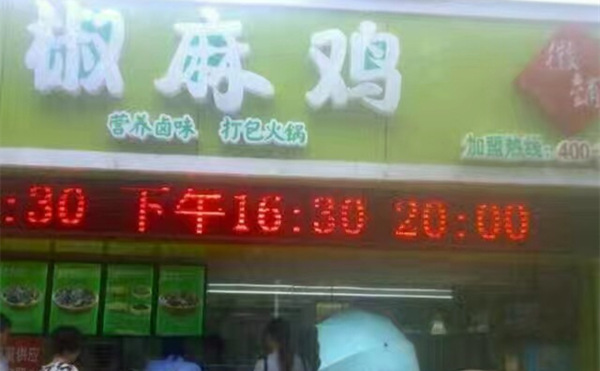 椒麻鸡
营养卤味 打包火锅
加盟热线:400-
:30 下午16:30 20:00